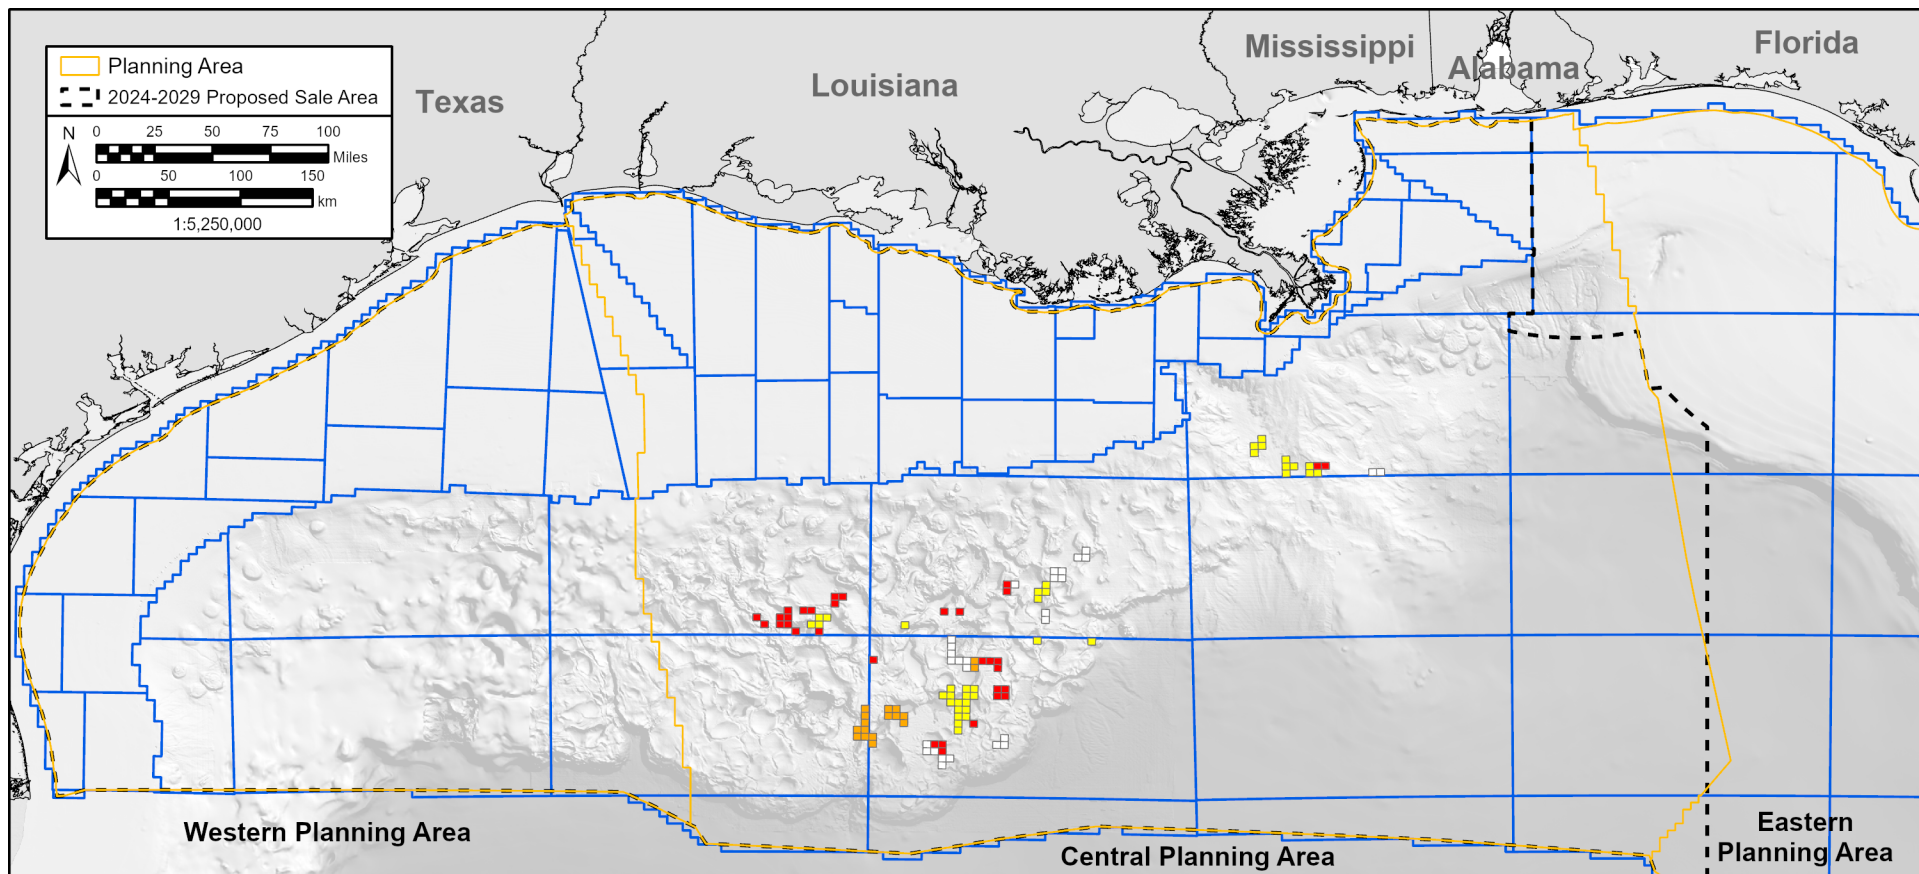 Mississippi
Florida
Alabama
Louisiana
Texas
Planning Area
2024-2029 Proposed Sale Area
N
0 25 50 75 100
Miles
0 50 100 150
km
1:5,250,000
Western Planning Area
Central Planning Area
Eastern
Planning Area